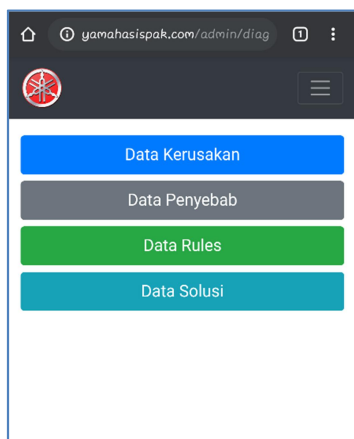 yamahasispak.com/admin/diag
1
Data Kerusakan
Data Penyebab
Data Rules
Data Solusi